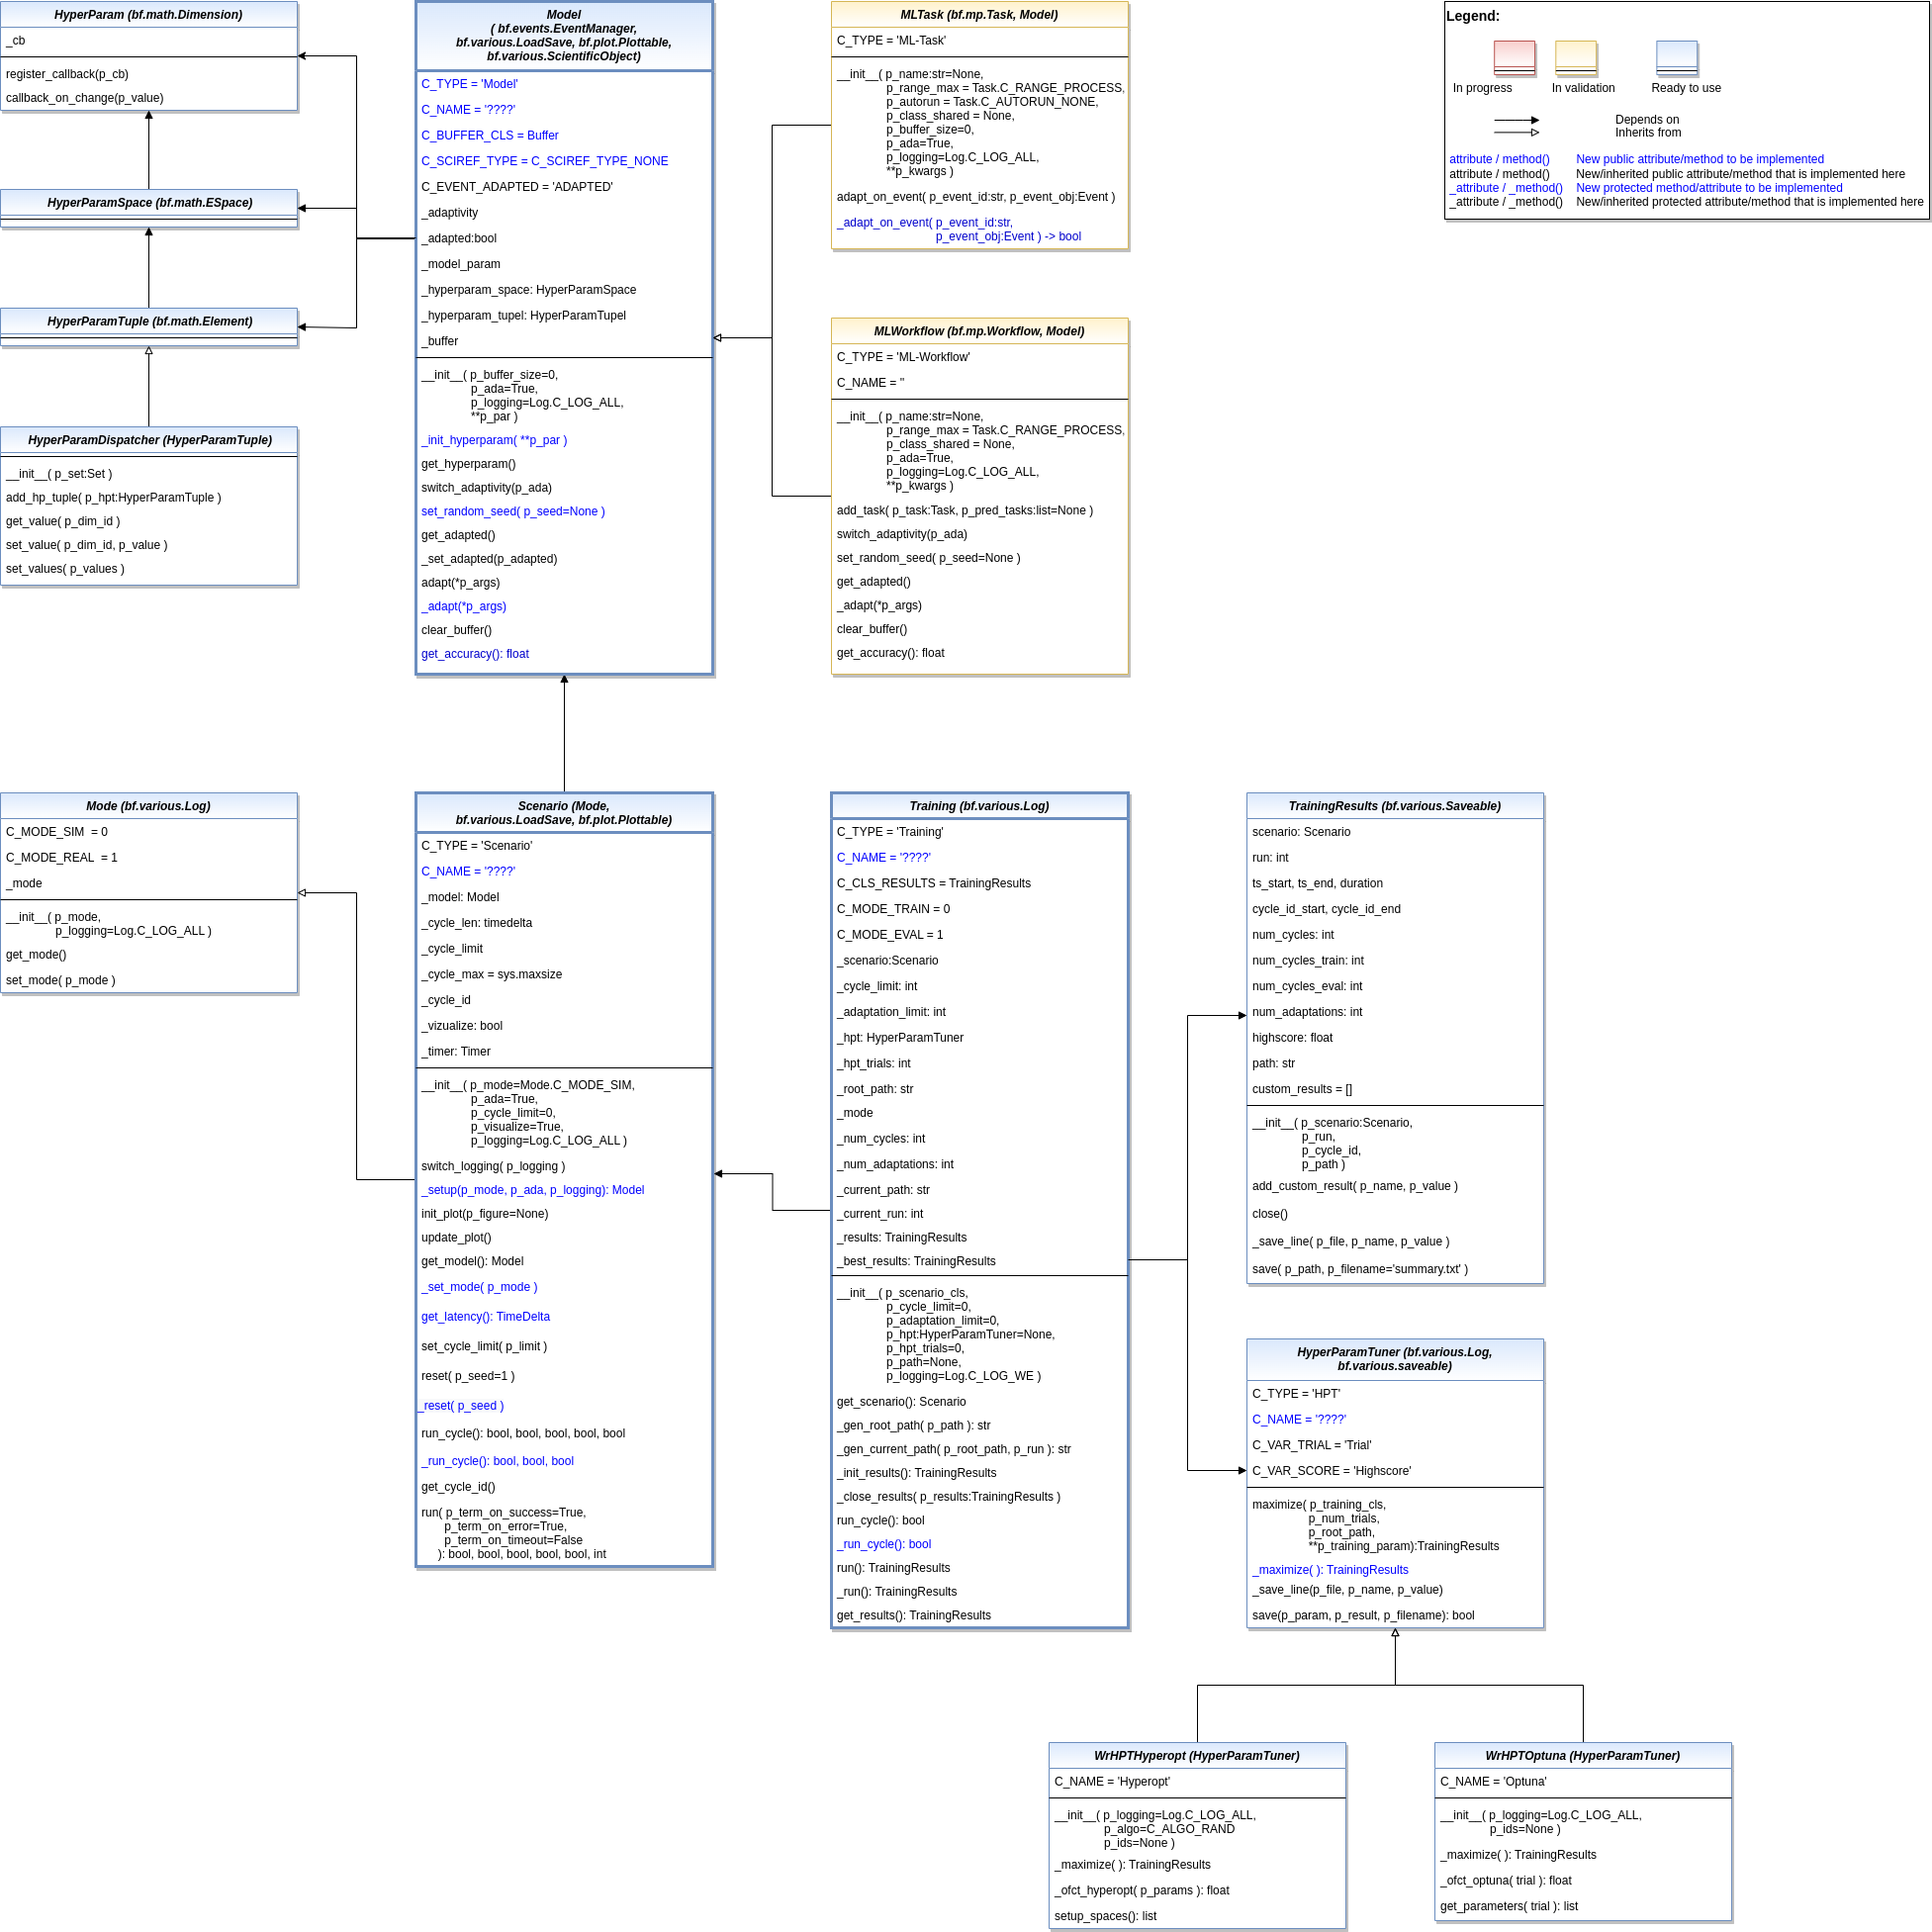 HyperParam (bf.math.Dimension)
_cb
register_callback(p_cb)
callback_on_change(p_value)
HyperParamSpace (bf.math.ESpace)
HyperParamTuple (bf.math.Element)
HyperParamDispatcher (HyperParamTuple)
__init__( p_set:Set )
add_hp_tuple( p_hpt:HyperParamTuple )
get_value( p_dim_id )
set_value( p_dim_id, p_value )
set_values( p_values )
Model
( bf.events.EventManager,
bf.various.LoadSave, bf.plot.Plottable,
bf.various.ScientificObject)
C_TYPE = 'Model'
C_NAME = '????'
C_BUFFER_CLS = Buffer
C_SCIREF_TYPE = C_SCIREF_TYPE_NONE
C_EVENT_ADAPTED = 'ADAPTED'
_adaptivity
_adapted:bool
_model_param
_hyperparam_space: HyperParamSpace
_hyperparam_tupel: HyperParamTupel
_buffer
__init__( p_buffer_size=0,
p_ada=True,
p_logging=Log.C_LOG_ALL,
**p_par )
_init_hyperparam( **p_par )
get_hyperparam()
switch_adaptivity(p_ada)
set_random_seed( p_seed=None )
get_adapted()
_set_adapted(p_adapted)
adapt(*p_args)
_adapt(*p_args)
clear_buffer()
get_accuracy(): float
MLTask (bf.mp.Task, Model)
C_TYPE = 'ML-Task'
__init__( p_name:str=None,
p_range_max = Task.C_RANGE_PROCESS,
p_autorun = Task.C_AUTORUN_NONE,
p_class_shared = None,
p_buffer_size=0,
p_ada=True,
p_logging=Log.C_LOG_ALL,
**p_kwargs )
adapt_on_event( p_event_id:str, p_event_obj:Event )
_adapt_on_event( p_event_id:str,
p_event_obj:Event ) -> bool
MLWorkflow (bf.mp.Workflow, Model)
C_TYPE = 'ML-Workflow'
C_NAME = ''
__init__( p_name:str=None,
p_range_max = Task.C_RANGE_PROCESS,
p_class_shared = None,
p_ada=True,
p_logging=Log.C_LOG_ALL,
**p_kwargs )
add_task( p_task:Task, p_pred_tasks:list=None )
switch_adaptivity(p_ada)
set_random_seed( p_seed=None )
get_adapted()
_adapt(*p_args)
clear_buffer()
get_accuracy(): float
Legend:
In progress In validation Ready to use
Depends on
Inherits from
attribute / method() New public attribute/method to be implemented
attribute / method() New/inherited public attribute/method that is implemented here
_attribute / _method() New protected method/attribute to be implemented
_attribute / _method() New/inherited protected attribute/method that is implemented here
Mode (bf.various.Log)
C_MODE_SIM = 0
C_MODE_REAL = 1
_mode
__init__( p_mode,
p_logging=Log.C_LOG_ALL )
get_mode()
set_mode( p_mode )
Scenario (Mode,
bf.various.LoadSave, bf.plot.Plottable)
C_TYPE = 'Scenario'
C_NAME = '????'
_model: Model
_cycle_len: timedelta
_cycle_limit
_cycle_max = sys.maxsize
_cycle_id
_vizualize: bool
_timer: Timer
__init__( p_mode=Mode.C_MODE_SIM,
p_ada=True,
p_cycle_limit=0,
p_visualize=True,
p_logging=Log.C_LOG_ALL )
switch_logging( p_logging )
_setup(p_mode, p_ada, p_logging): Model
init_plot(p_figure=None)
update_plot()
get_model(): Model
_set_mode( p_mode )
get_latency(): TimeDelta
set_cycle_limit( p_limit )
reset( p_seed=1 )
_reset( p_seed )
run_cycle(): bool, bool, bool, bool, bool
_run_cycle(): bool, bool, bool
get_cycle_id()
run( p_term_on_success=True,
p_term_on_error=True,
p_term_on_timeout=False
): bool, bool, bool, bool, bool, int
Training (bf.various.Log)
C_TYPE = 'Training'
C_NAME = '????'
C_CLS_RESULTS = TrainingResults
C_MODE_TRAIN = 0
C_MODE_EVAL = 1
_scenario:Scenario
_cycle_limit: int
_adaptation_limit: int
_hpt: HyperParamTuner
_hpt_trials: int
_root_path: str
_mode
_num_cycles: int
_num_adaptations: int
_current_path: str
_current_run: int
_results: TrainingResults
_best_results: TrainingResults
__init__( p_scenario_cls,
p_cycle_limit=0,
p_adaptation_limit=0,
p_hpt:HyperParamTuner=None,
p_hpt_trials=0,
p_path=None,
p_logging=Log.C_LOG_WE )
get_scenario(): Scenario
_gen_root_path( p_path ): str
_gen_current_path( p_root_path, p_run ): str
_init_results(): TrainingResults
_close_results( p_results:TrainingResults )
run_cycle(): bool
_run_cycle(): bool
run(): TrainingResults
_run(): TrainingResults
get_results(): TrainingResults
TrainingResults (bf.various.Saveable)
scenario: Scenario
run: int
ts_start, ts_end, duration
cycle_id_start, cycle_id_end
num_cycles: int
num_cycles_train: int
num_cycles_eval: int
num_adaptations: int
highscore: float
path: str
custom_results = []
__init__( p_scenario:Scenario,
p_run,
p_cycle_id,
p_path )
add_custom_result( p_name, p_value )
close()
_save_line( p_file, p_name, p_value )
save( p_path, p_filename='summary.txt' )
HyperParamTuner (bf.various.Log,
bf.various.saveable)
C_TYPE = 'HPT'
C_NAME = '????'
C_VAR_TRIAL = 'Trial'
C_VAR_SCORE = 'Highscore'
maximize( p_training_cls,
p_num_trials,
p_root_path,
**p_training_param):TrainingResults
_maximize( ): TrainingResults
_save_line(p_file, p_name, p_value)
save(p_param, p_result, p_filename): bool
WrHPTHyperopt (HyperParamTuner)
C_NAME = 'Hyperopt'
__init__( p_logging=Log.C_LOG_ALL,
p_algo=C_ALGO_RAND
p_ids=None )
_maximize( ): TrainingResults
_ofct_hyperopt( p_params ): float
setup_spaces(): list
WrHPTOptuna (HyperParamTuner)
C_NAME = 'Optuna'
__init__( p_logging=Log.C_LOG_ALL,
p_ids=None )
_maximize( ): TrainingResults
_ofct_optuna( trial ): float
get_parameters( trial ): list